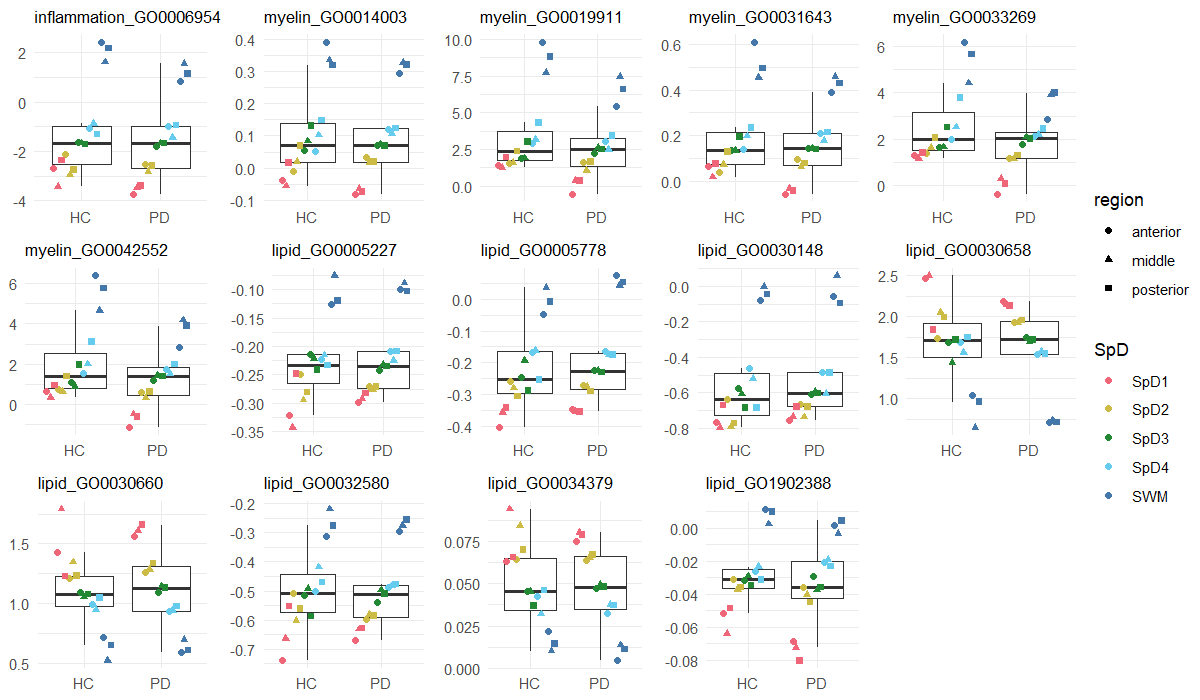 inflammation_GO0006954
myelin_GO0014003
myelin_GO0019911
myelin_GO0031643
myelin_GO0033269
2
0
-2
-4
HC
PD
0.4
0.3
0.2
0.1
0.0
-0.1
HC
PD
10.0
7.5
5.0
2.5
0.0
HC
PD
0.6
0.4
0.2
0.0
HC
PD
6
4
2
0
HC
PD
myelin_GO0042552
lipid_GO0005227
lipid_GO0005778
lipid_GO0030148
lipid_GO0030658
6
4
2
0
HC
PD
-0.10
-0.15
-0.20
-0.25
-0.30
-0.35
HC
PD
0.0
-0.1
-0.2
-0.3
-0.4
HC
PD
0.0
-0.2
-0.4
-0.6
-0.8
HC
PD
2.5
2.0
1.5
1.0
HC
PD
lipid_GO0030660
lipid_GO0032580
lipid_GO0034379
lipid_GO1902388
1.5
1.0
0.5
HC
PD
-0.2
-0.3
-0.4
-0.5
-0.6
-0.7
HC
PD
0.075
0.050
0.025
0.000
HC
PD
0.00
-0.02
-0.04
-0.06
-0.08
HC
PD
region
anterior
middle
posterior
SpD
SpD1
SpD2
SpD3
SpD4
SWM